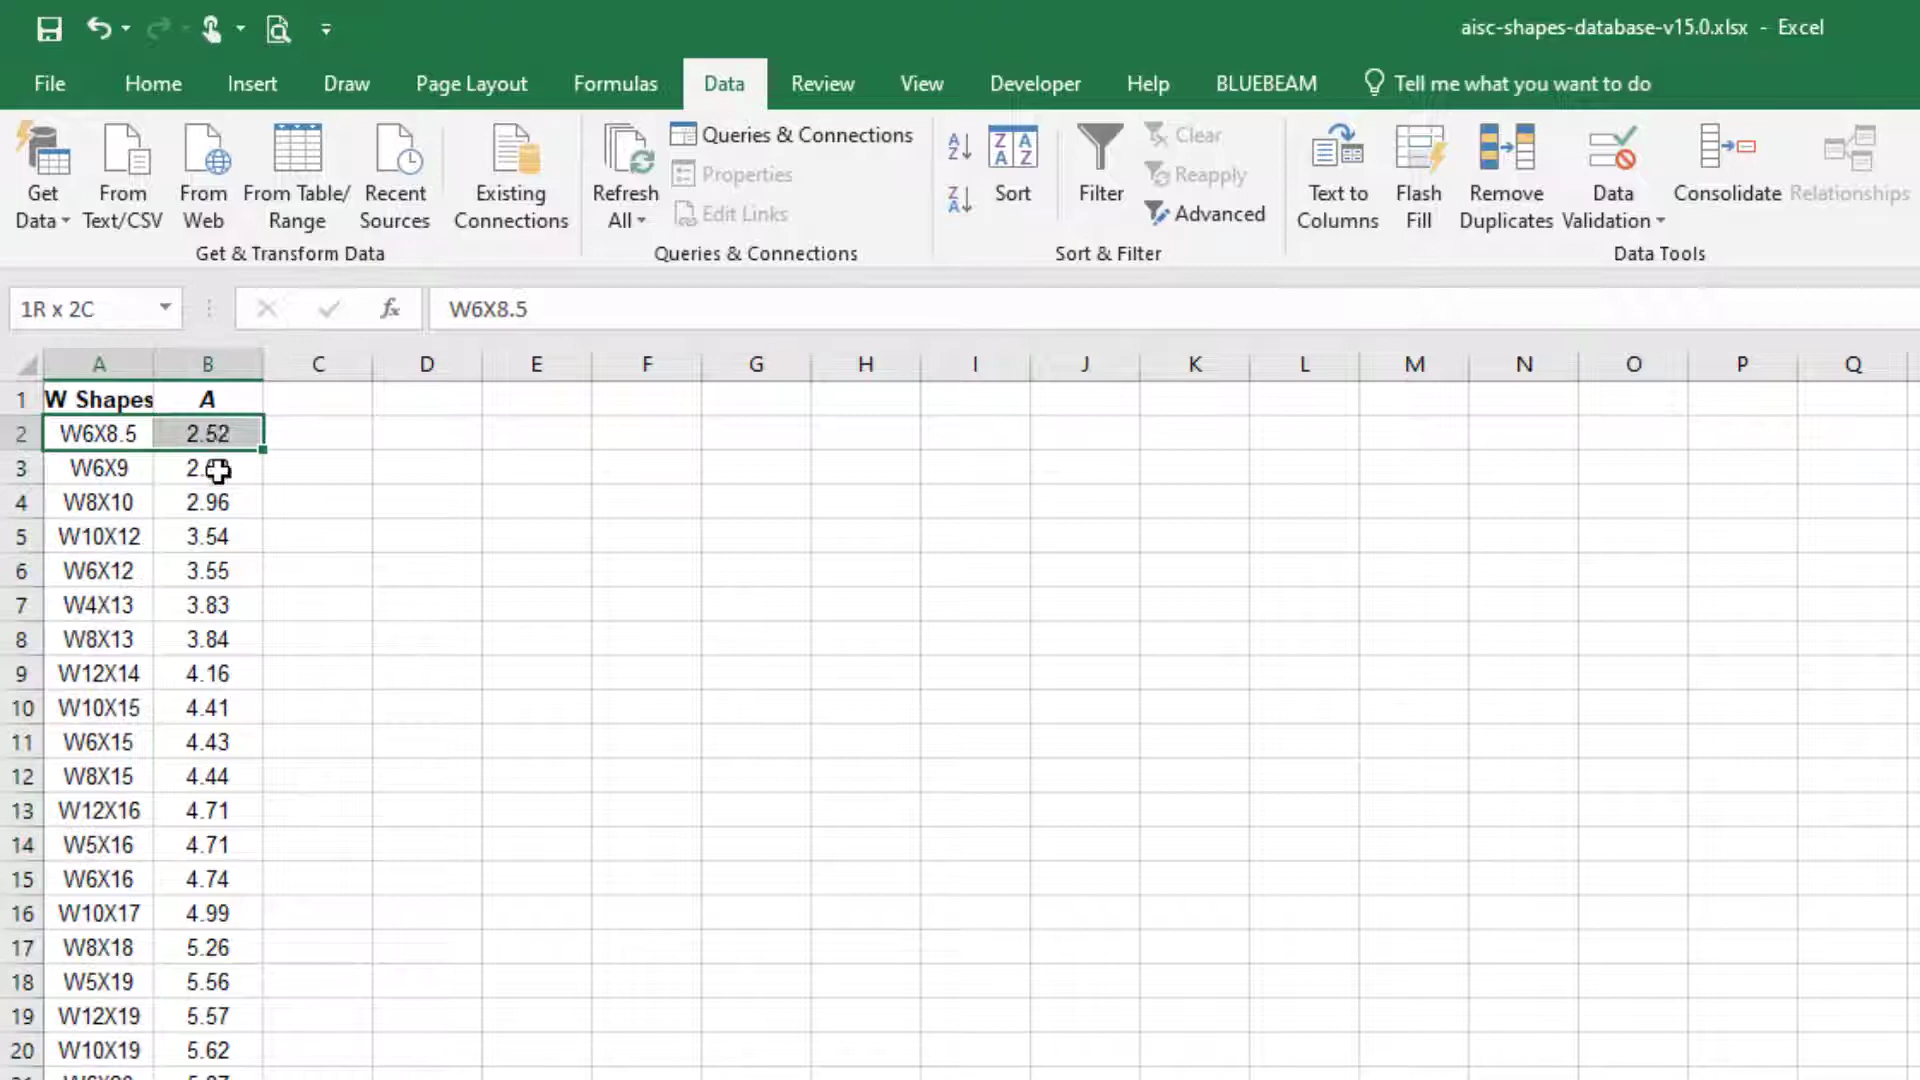 aisc-shapes-database-v15.0.xlsx - Excel
File Home Insert Draw Page Layout Formulas Data Review View Developer Help BLUEBEAM Tell me what you want to do
Get Data
From Text/CSV
From Web
From Table/ Range
Recent Sources
Existing Connections
Get & Transform Data
Refresh All
Queries & Connections
Properties
Edit Links
Queries & Connections
Sort
Filter
Clear
Reapply
Advanced
Sort & Filter
Text to Columns
Flash Fill
Remove Duplicates
Data Validation
Consolidate
Relationships
Data Tools
1R x 2C fx W6X8.5
A B C D E F G H I J K L M N O P Q
1 W Shapes A
2 W6X8.5 2.52
3 W6X9 2.
4 W8X10 2.96
5 W10X12 3.54
6 W6X12 3.55
7 W4X13 3.83
8 W8X13 3.84
9 W12X14 4.16
10 W10X15 4.41
11 W6X15 4.43
12 W8X15 4.44
13 W12X16 4.71
14 W5X16 4.71
15 W6X16 4.74
16 W10X17 4.99
17 W8X18 5.26
18 W5X19 5.56
19 W12X19 5.57
20 W10X19 5.62